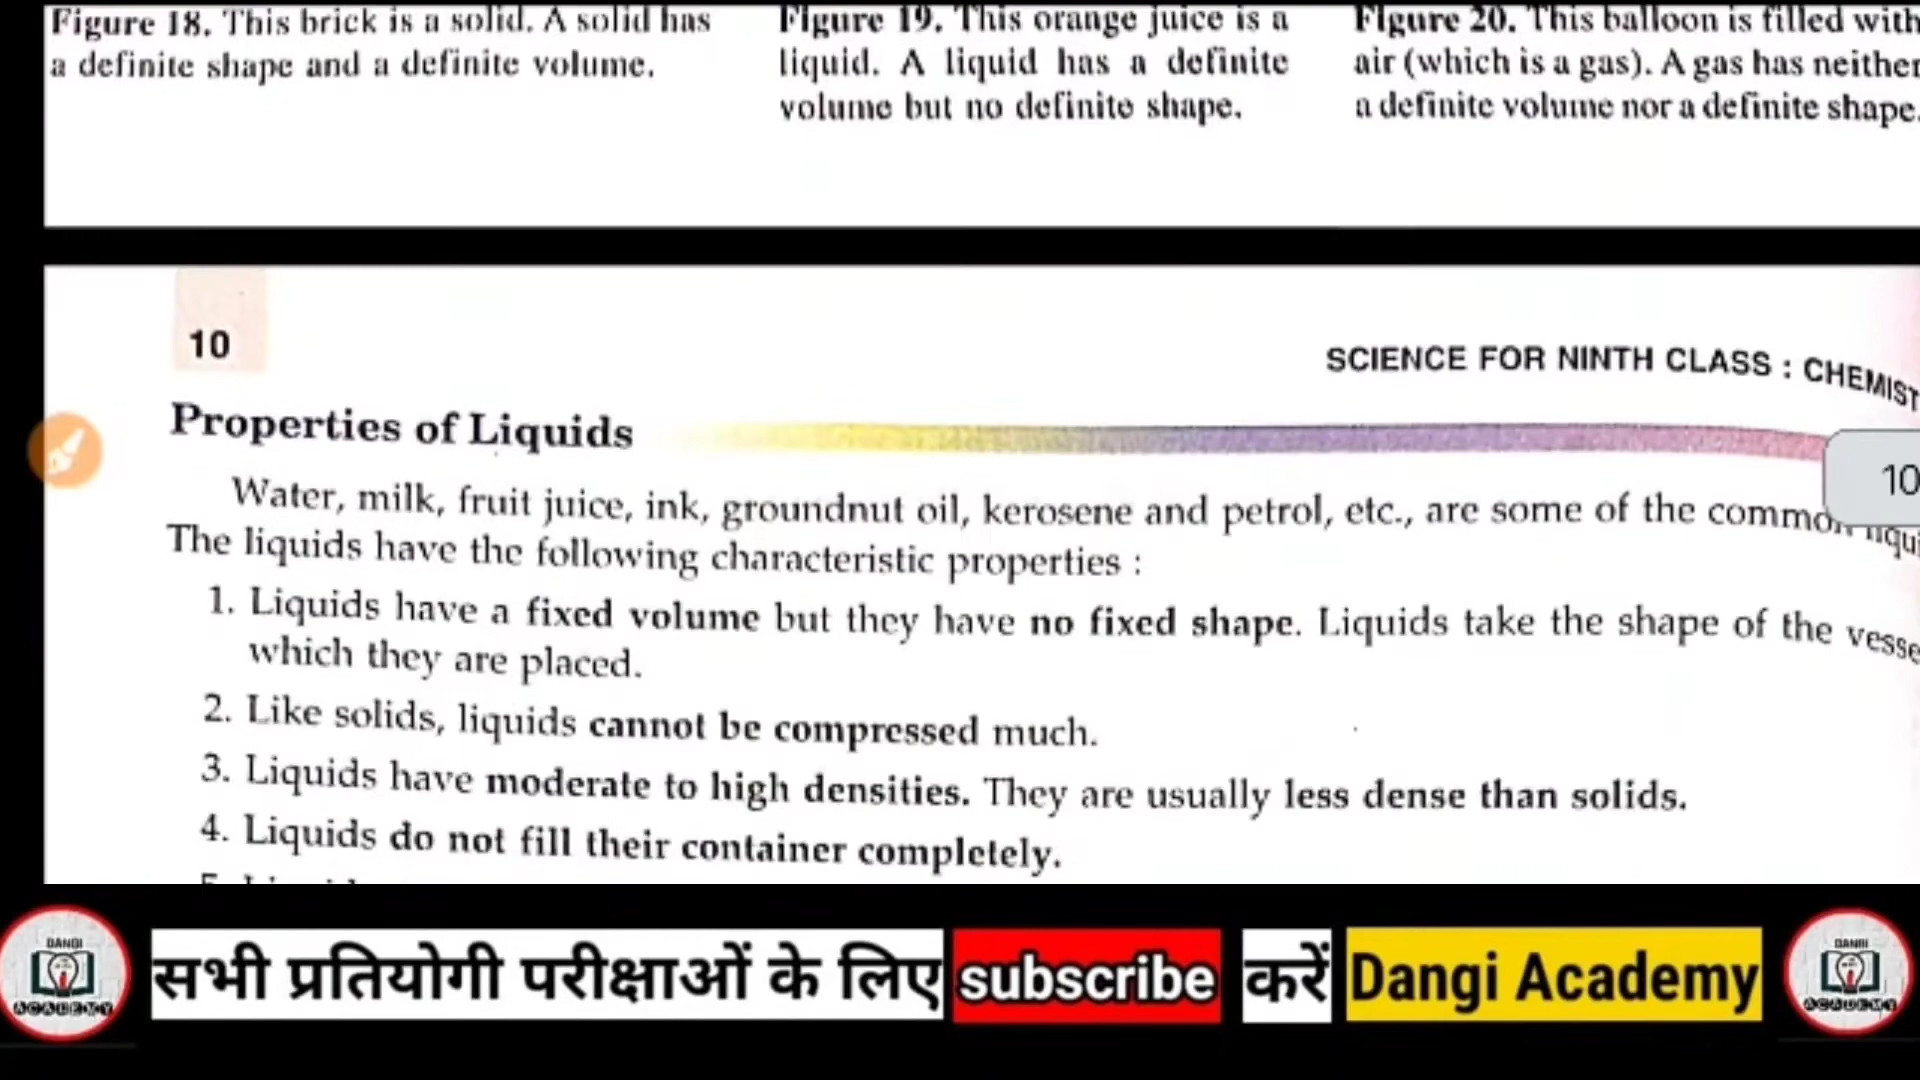 Figure 18. This brick is a solid. A solid has
a definite shape and a definite volume.
Figure 19. This orange juice is a
liquid. A liquid has a definite
volume but no definite shape.
Figure 20. This balloon is filled with
air (which is a gas). A gas has neither
a definite volume nor a definite shape.
10
SCIENCE FOR NINTH CLASS : CHEMIST
Properties of Liquids
10
Water, milk, fruit juice, ink, groundnut oil, kerosene and petrol, etc., are some of the common liqui
The liquids have the following characteristic properties :
1. Liquids have a fixed volume but they have no fixed shape. Liquids take the shape of the vesse
which they are placed.
2. Like solids, liquids cannot be compressed much.
3. Liquids have moderate to high densities. They are usually less dense than solids.
4. Liquids do not fill their container completely.
DANGI
ACADEMY
सभी प्रतियोगी परीक्षाओं के लिए subscribe करें Dangi Academy
DANGI
ACADEMY